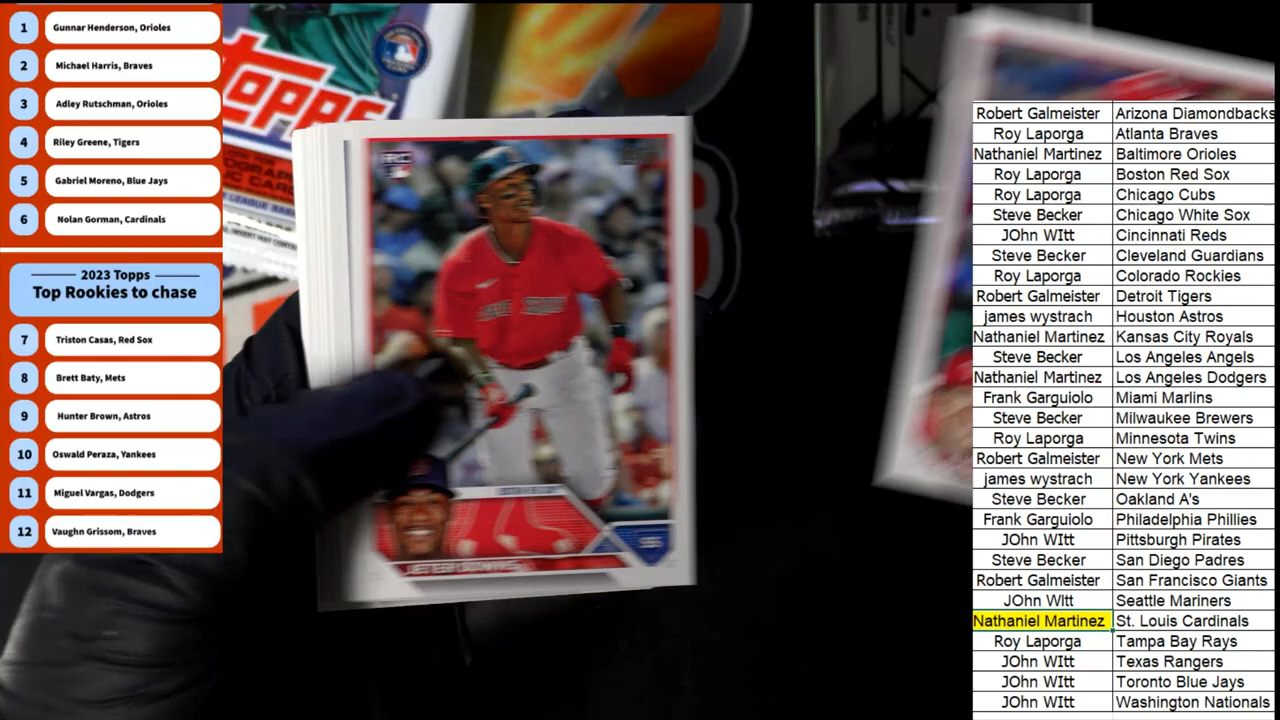 1 Gunnar Henderson, Orioles
2 Michael Harris, Braves
3 Adley Rutschman, Orioles
4 Riley Greene, Tigers
5 Gabriel Moreno, Blue Jays
6 Nolan Gorman, Cardinals
2023 Topps
Top Rookies to chase
7 Triston Casas, Red Sox
8 Brett Baty, Mets
9 Hunter Brown, Astros
10 Oswald Peraza, Yankees
11 Miguel Vargas, Dodgers
12 Vaughn Grissom, Braves
topps
RC
JETER DOWNS
Robert Galmeister Arizona Diamondbacks
Roy Laporga Atlanta Braves
Nathaniel Martinez Baltimore Orioles
Roy Laporga Boston Red Sox
Roy Laporga Chicago Cubs
Steve Becker Chicago White Sox
JOhn WItt Cincinnati Reds
Steve Becker Cleveland Guardians
Roy Laporga Colorado Rockies
Robert Galmeister Detroit Tigers
james wystrach Houston Astros
Nathaniel Martinez Kansas City Royals
Steve Becker Los Angeles Angels
Nathaniel Martinez Los Angeles Dodgers
Frank Garguiolo Miami Marlins
Steve Becker Milwaukee Brewers
Roy Laporga Minnesota Twins
Robert Galmeister New York Mets
james wystrach New York Yankees
Steve Becker Oakland A's
Frank Garguiolo Philadelphia Phillies
JOhn WItt Pittsburgh Pirates
Steve Becker San Diego Padres
Robert Galmeister San Francisco Giants
JOhn WItt Seattle Mariners
Nathaniel Martinez St. Louis Cardinals
Roy Laporga Tampa Bay Rays
JOhn WItt Texas Rangers
JOhn WItt Toronto Blue Jays
JOhn WItt Washington Nationals